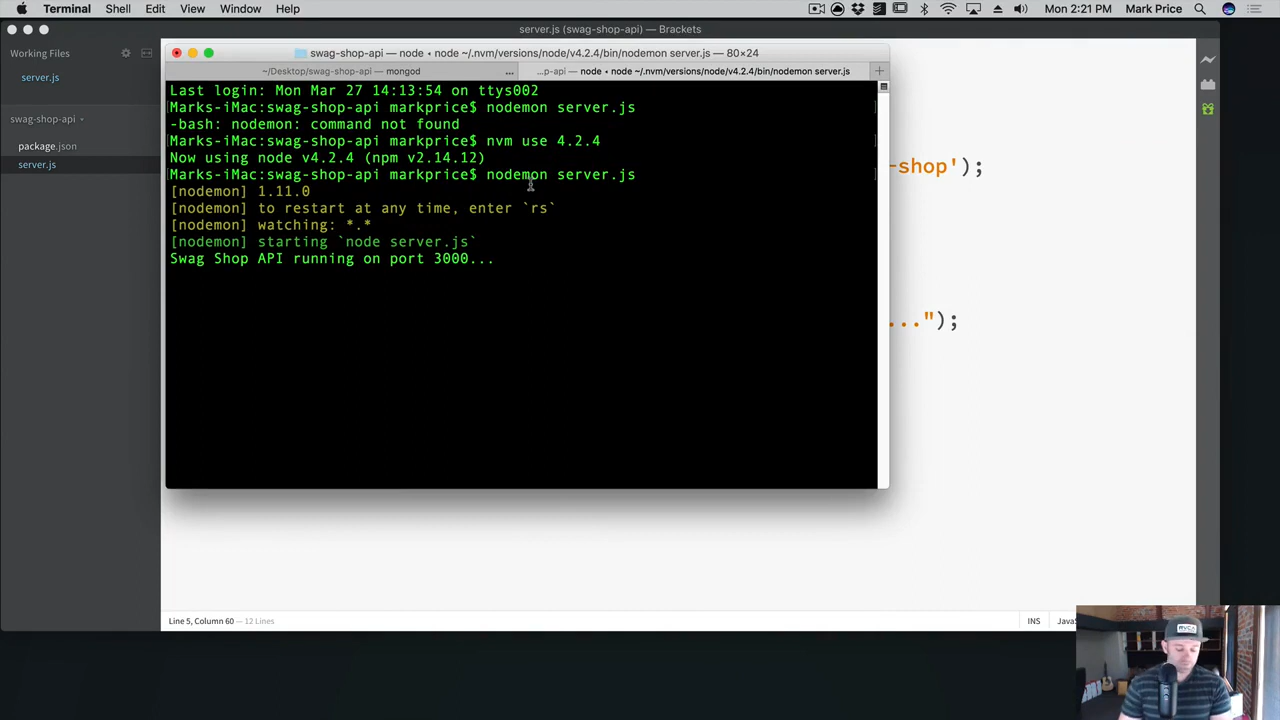 Terminal Shell Edit View Window Help Mon 2:21 PM Mark Price
server.js (swag-shop-api) — Brackets
Working Files
server.js
swag-shop-api
package.json
server.js
swag-shop-api — node • node ~/.nvm/versions/node/v4.2.4/bin/nodemon server.js — 80×24
~/Desktop/swag-shop-api — mongod
...p-api — node • node ~/.nvm/versions/node/v4.2.4/bin/nodemon server.js
Last login: Mon Mar 27 14:13:54 on ttys002
[Marks-iMac:swag-shop-api markprice$ nodemon server.js ]
-bash: nodemon: command not found
[Marks-iMac:swag-shop-api markprice$ nvm use 4.2.4 ]
Now using node v4.2.4 (npm v2.14.12)
[Marks-iMac:swag-shop-api markprice$ nodemon server.js ]
[nodemon] 1.11.0
[nodemon] to restart at any time, enter `rs`
[nodemon] watching: *.*
[nodemon] starting `node server.js`
Swag Shop API running on port 3000...
-shop');
...");
Line 5, Column 60 — 12 Lines
INS
Java
RVCA